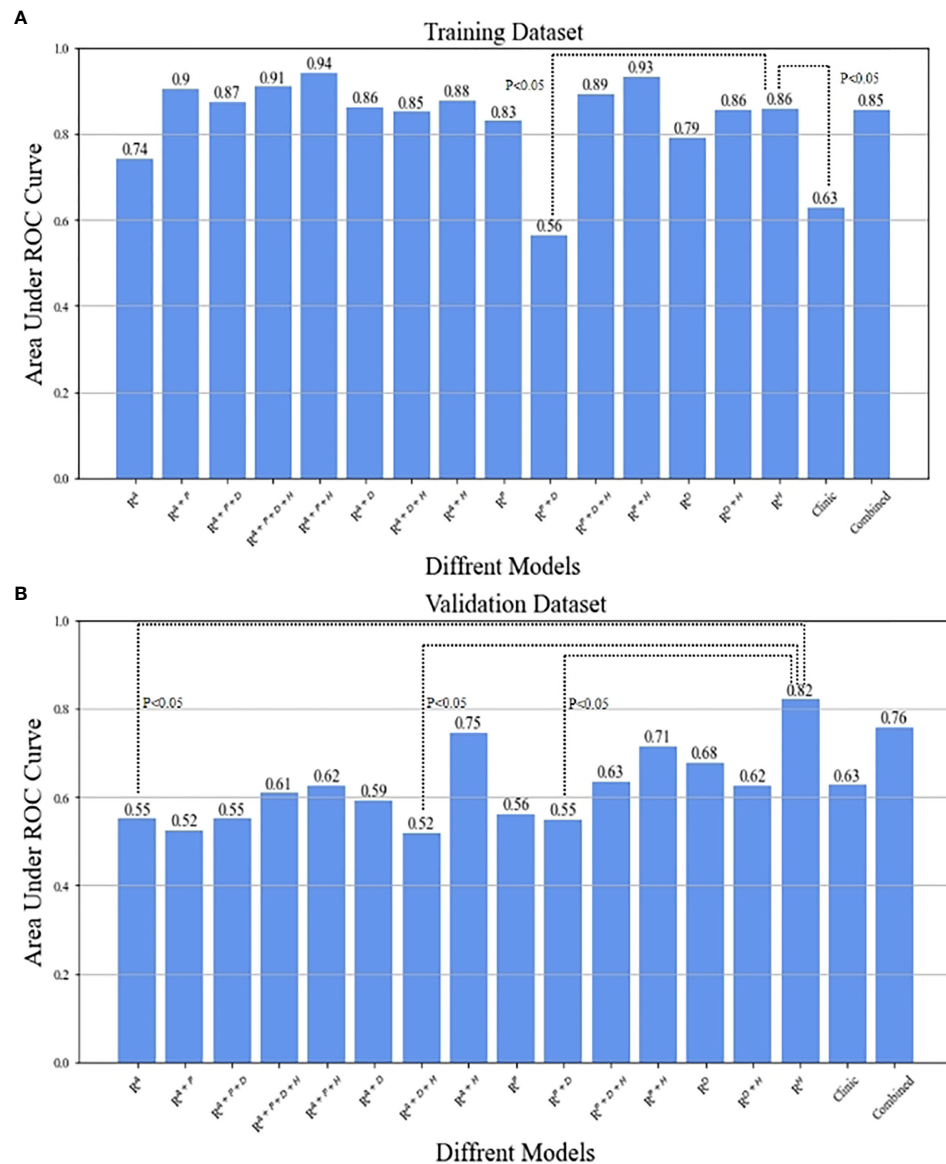 A
Training Dataset
Area Under ROC Curve
1.0
0.8
0.6
0.4
0.2
0.0
0.74
0.9
0.87
0.91
0.94
0.86
0.85
0.88
0.83
0.56
0.89
0.93
0.79
0.86
0.86
0.63
0.85
P<0.05
P<0.05
R^A
R^A+P
R^A+P+D
R^A+P+D+H
R^A+P+H
R^A+D
R^A+D+H
R^A+H
R^P
R^P+D
R^P+D+H
R^P+H
R^D
R^D+H
R^H
Clinic
Combined
Diffrent Models
B
Validation Dataset
Area Under ROC Curve
1.0
0.8
0.6
0.4
0.2
0.0
P<0.05
P<0.05
P<0.05
0.55
0.52
0.55
0.61
0.62
0.59
0.52
0.75
0.56
0.55
0.63
0.71
0.68
0.62
0.82
0.63
0.76
R^A
R^A+P
R^A+P+D
R^A+P+D+H
R^A+P+H
R^A+D
R^A+D+H
R^A+H
R^P
R^P+D
R^P+D+H
R^P+H
R^D
R^D+H
R^H
Clinic
Combined
Diffrent Models